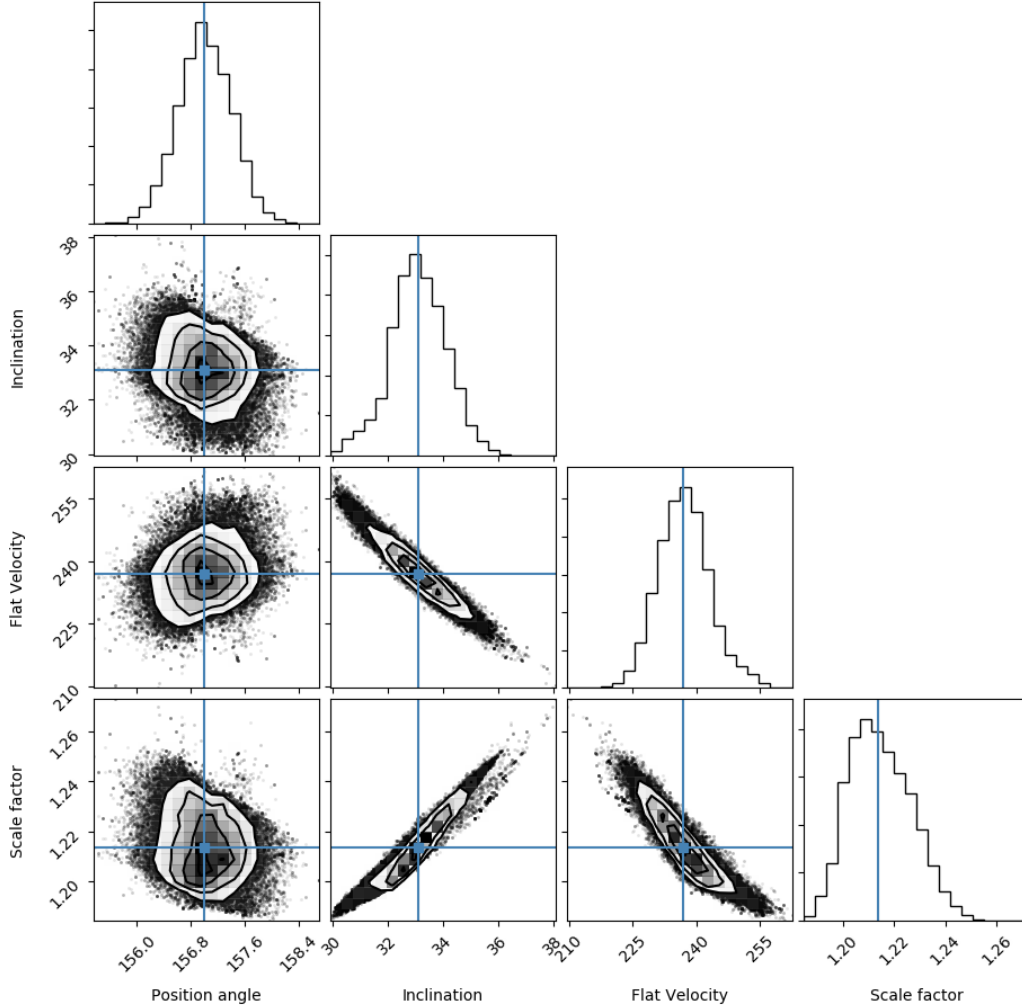 Inclination
38
36
34
32
30
Flat Velocity
255
240
225
210
Scale factor
1.26
1.24
1.22
1.20
156.0 156.8 157.6 158.4
30 32 34 36 38
210 225 240 255
1.20 1.22 1.24 1.26
Position angle Inclination Flat Velocity Scale factor